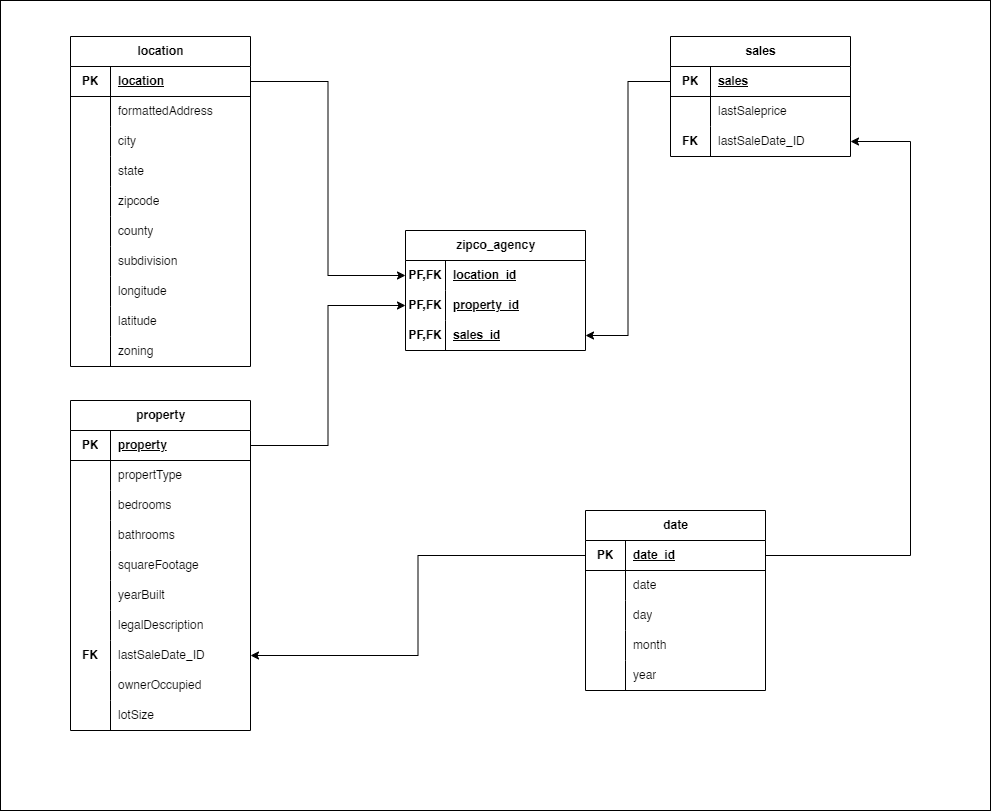 location
PK location
formattedAddress
city
state
zipcode
county
subdivision
longitude
latitude
zoning
sales
PK sales
lastSaleprice
FK lastSaleDate_ID
zipco_agency
PF,FK location_id
PF,FK property_id
PF,FK sales_id
property
PK property
propertType
bedrooms
bathrooms
squareFootage
yearBuilt
legalDescription
FK lastSaleDate_ID
ownerOccupied
lotSize
date
PK date_id
date
day
month
year